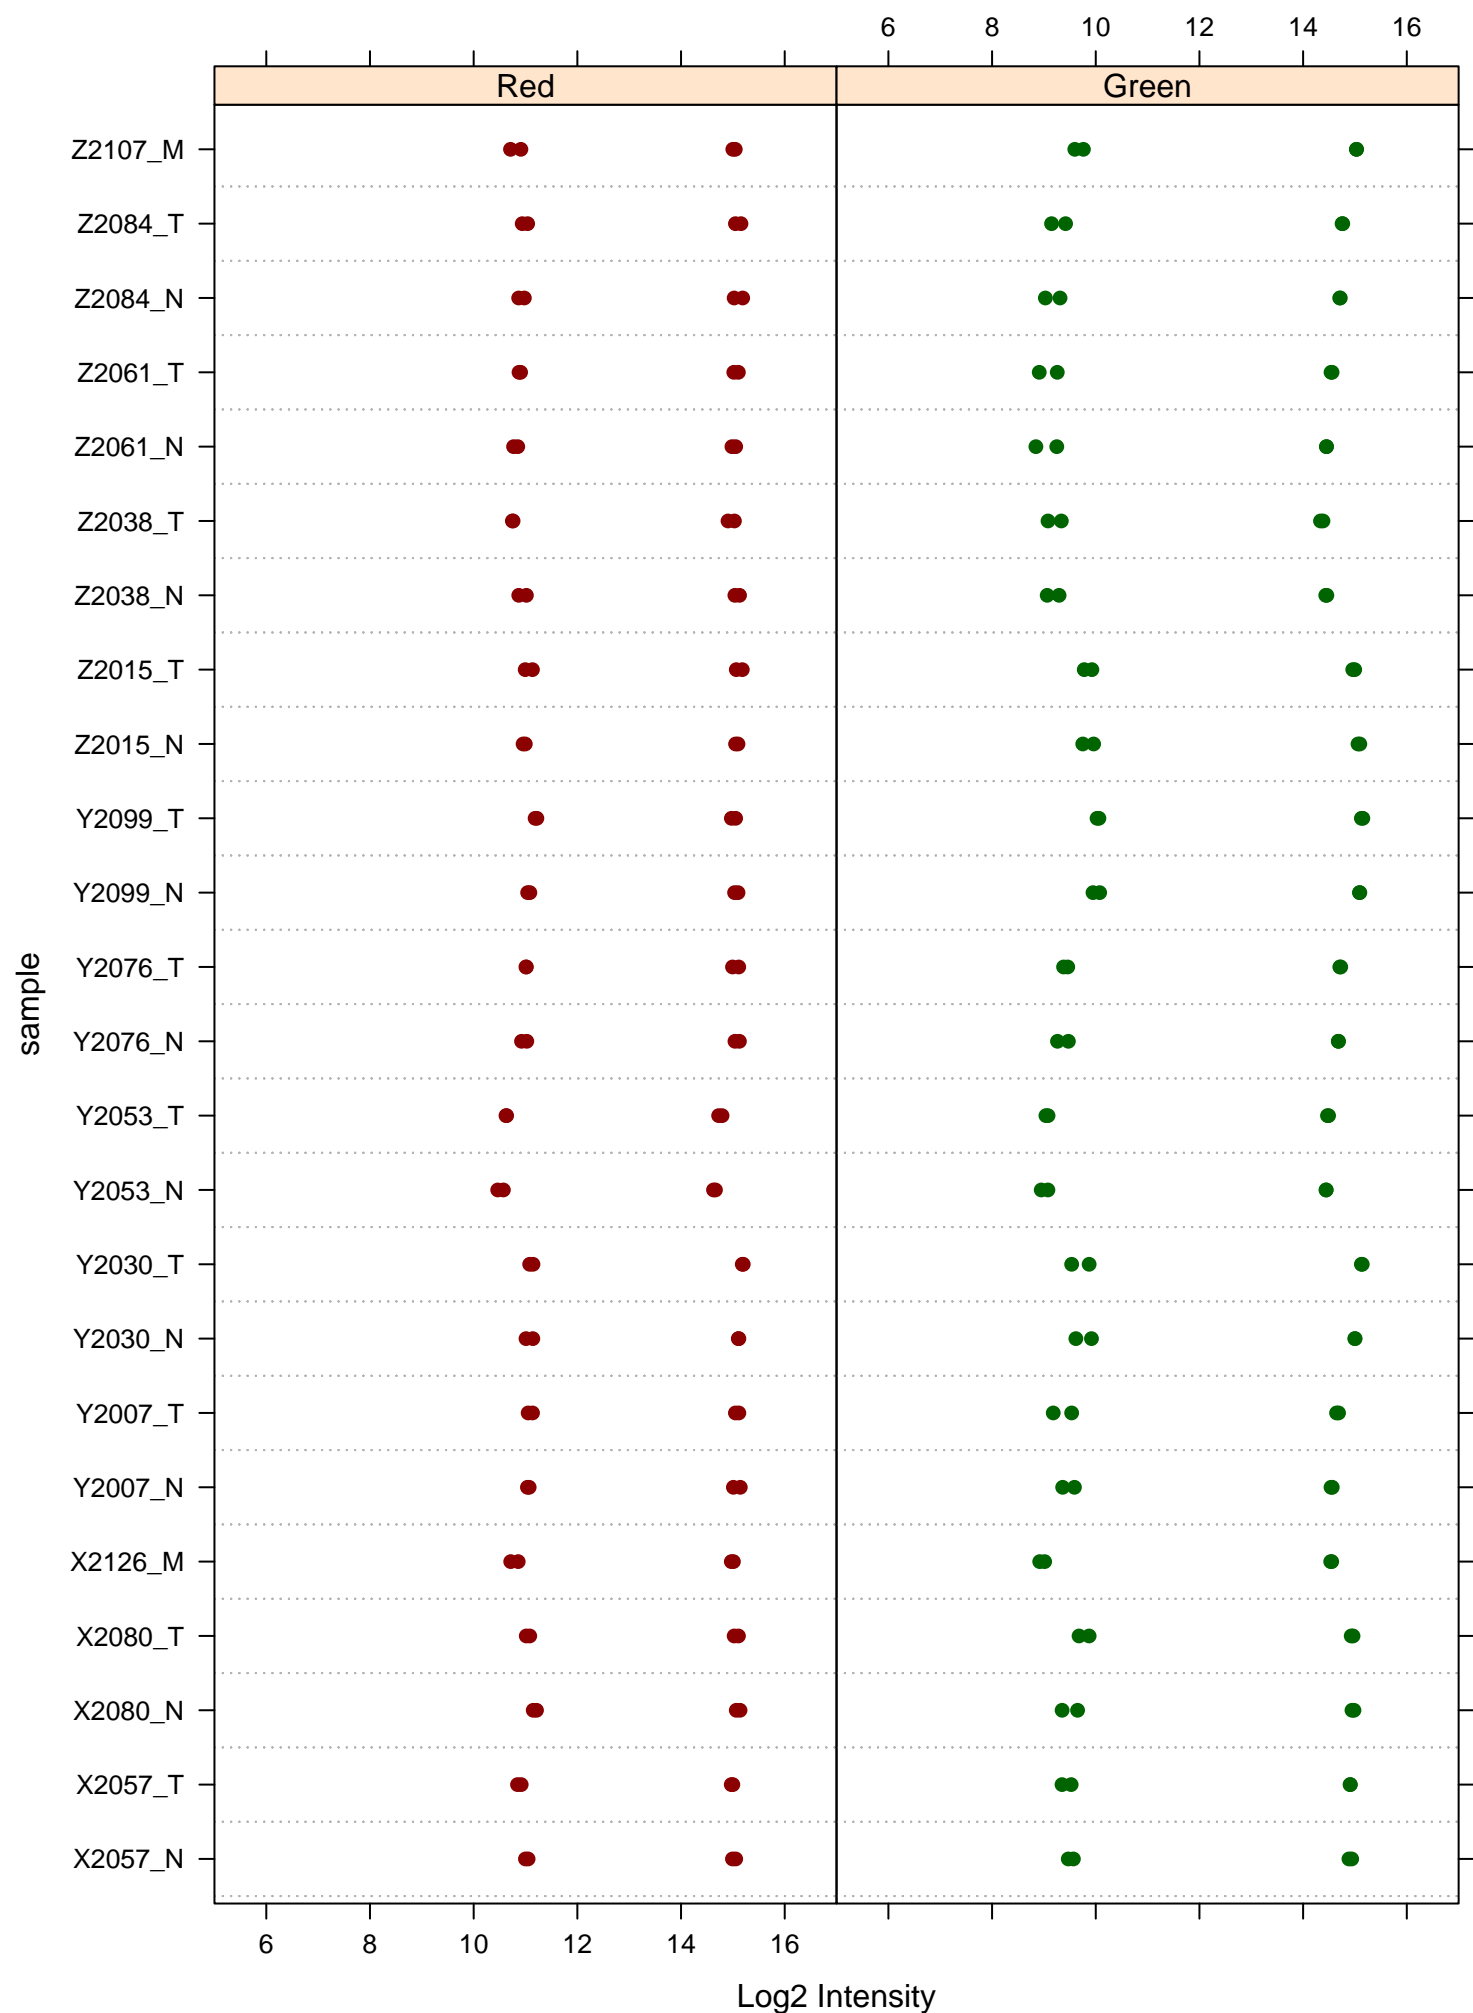 6 8 10 12 14 16
Red Green
Z2107_M
Z2084_T
Z2084_N
Z2061_T
Z2061_N
Z2038_T
Z2038_N
Z2015_T
Z2015_N
Y2099_T
Y2099_N
Y2076_T
Y2076_N
Y2053_T
Y2053_N
Y2030_T
Y2030_N
Y2007_T
Y2007_N
X2126_M
X2080_T
X2080_N
X2057_T
X2057_N
sample
6 8 10 12 14 16
Log2 Intensity